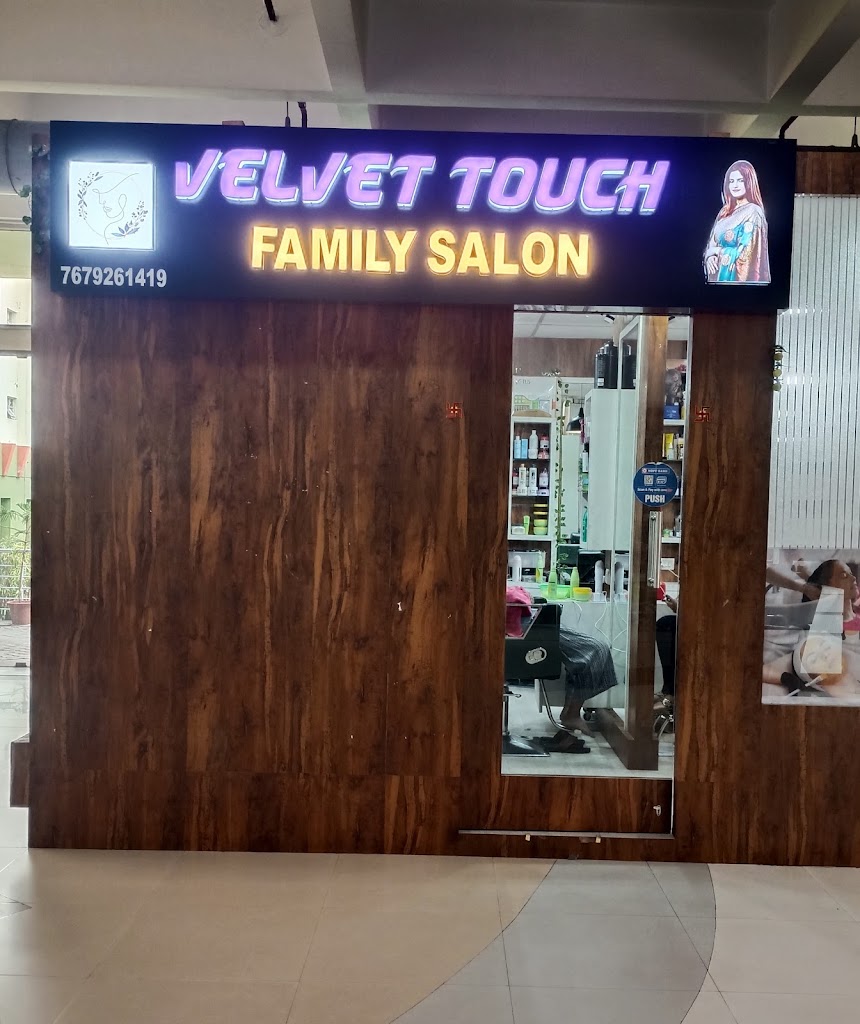 VELVET TOUCH
FAMILY SALON
7679261419
PUSH